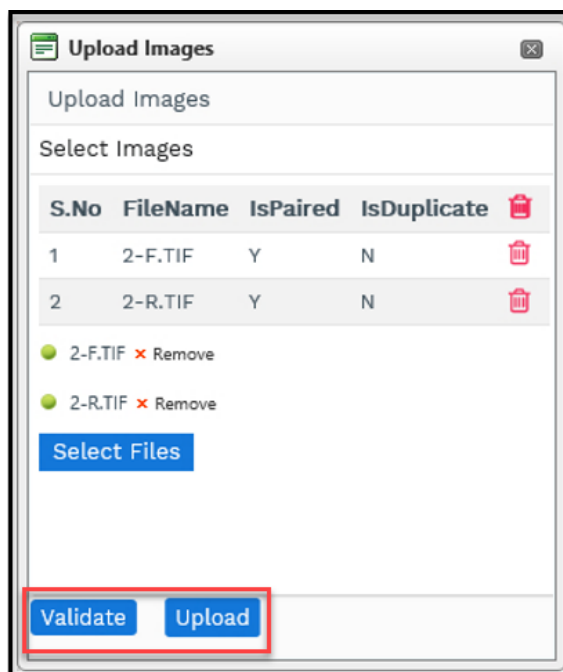 Upload Images
Upload Images
Select Images
S.No FileName IsPaired IsDuplicate
1 2-F.TIF Y N
2 2-R.TIF Y N
2-F.TIF × Remove
2-R.TIF × Remove
Select Files
Validate Upload